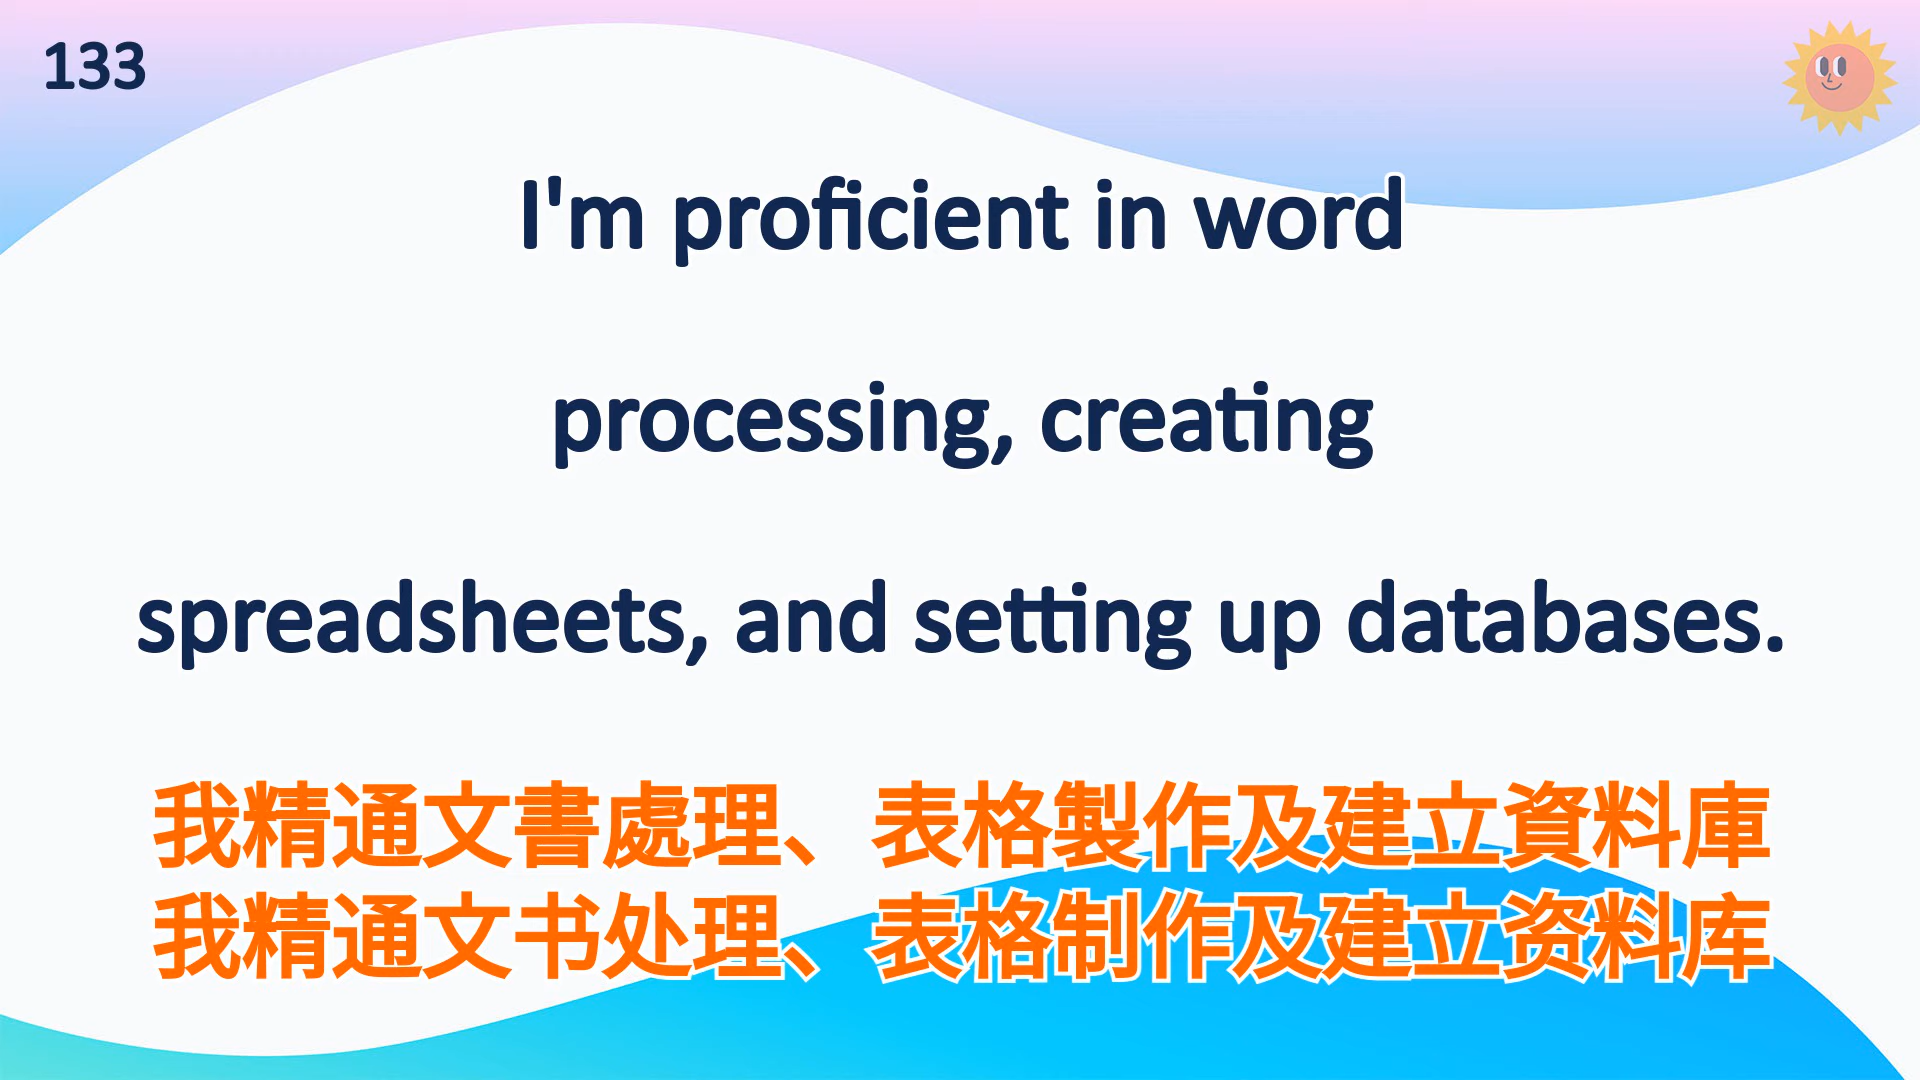 133
I'm proficient in word
processing, creating
spreadsheets, and setting up databases.
我精通文書處理、表格製作及建立資料庫
我精通文书处理、表格制作及建立资料库